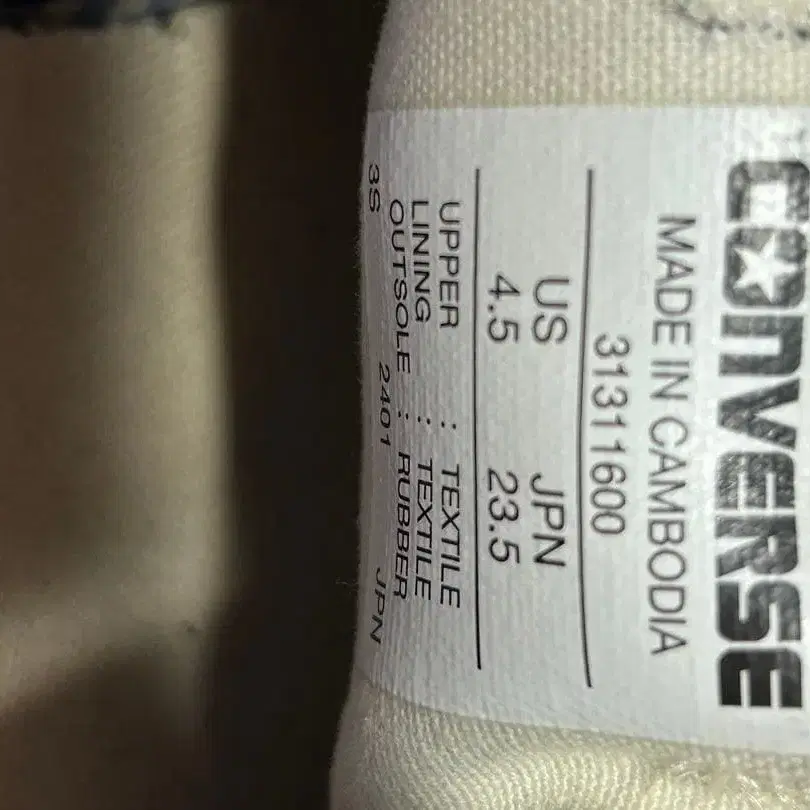 CONVERSE
MADE IN CAMBODIA
31311600
US JPN
4.5 23.5
UPPER : TEXTILE
LINING : TEXTILE
OUTSOLE : RUBBER
3S 2401 JPN